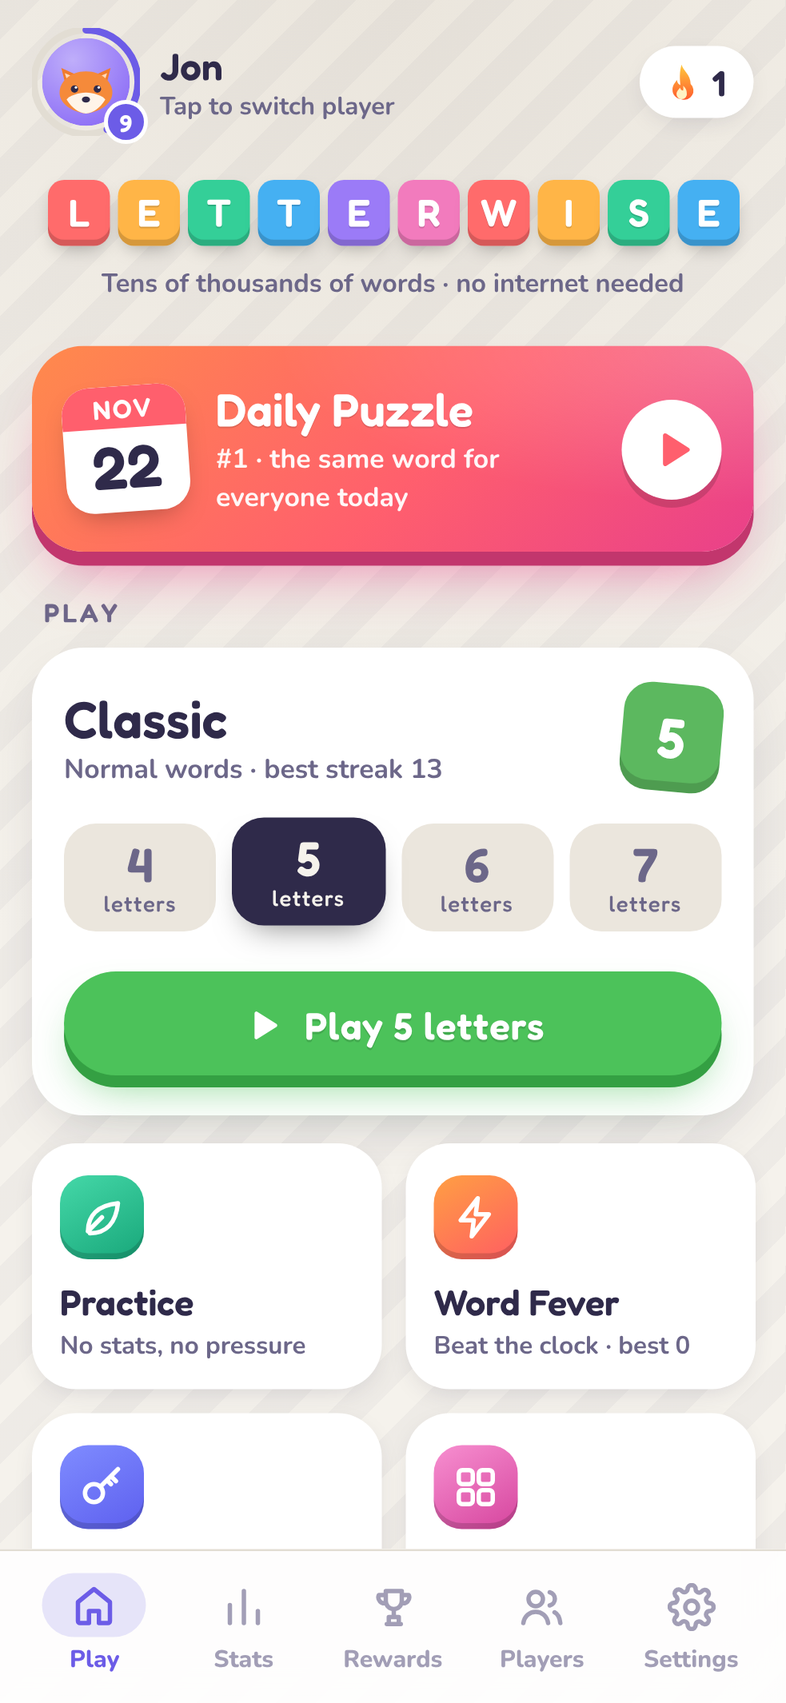 Jon
Tap to switch player
9
1
LETTERWISE
Tens of thousands of words · no internet needed
NOV
22
Daily Puzzle
#1 · the same word for
everyone today
PLAY
Classic
Normal words · best streak 13
5
4
letters
5
letters
6
letters
7
letters
Play 5 letters
Practice
No stats, no pressure
Word Fever
Beat the clock · best 0
Play
Stats
Rewards
Players
Settings